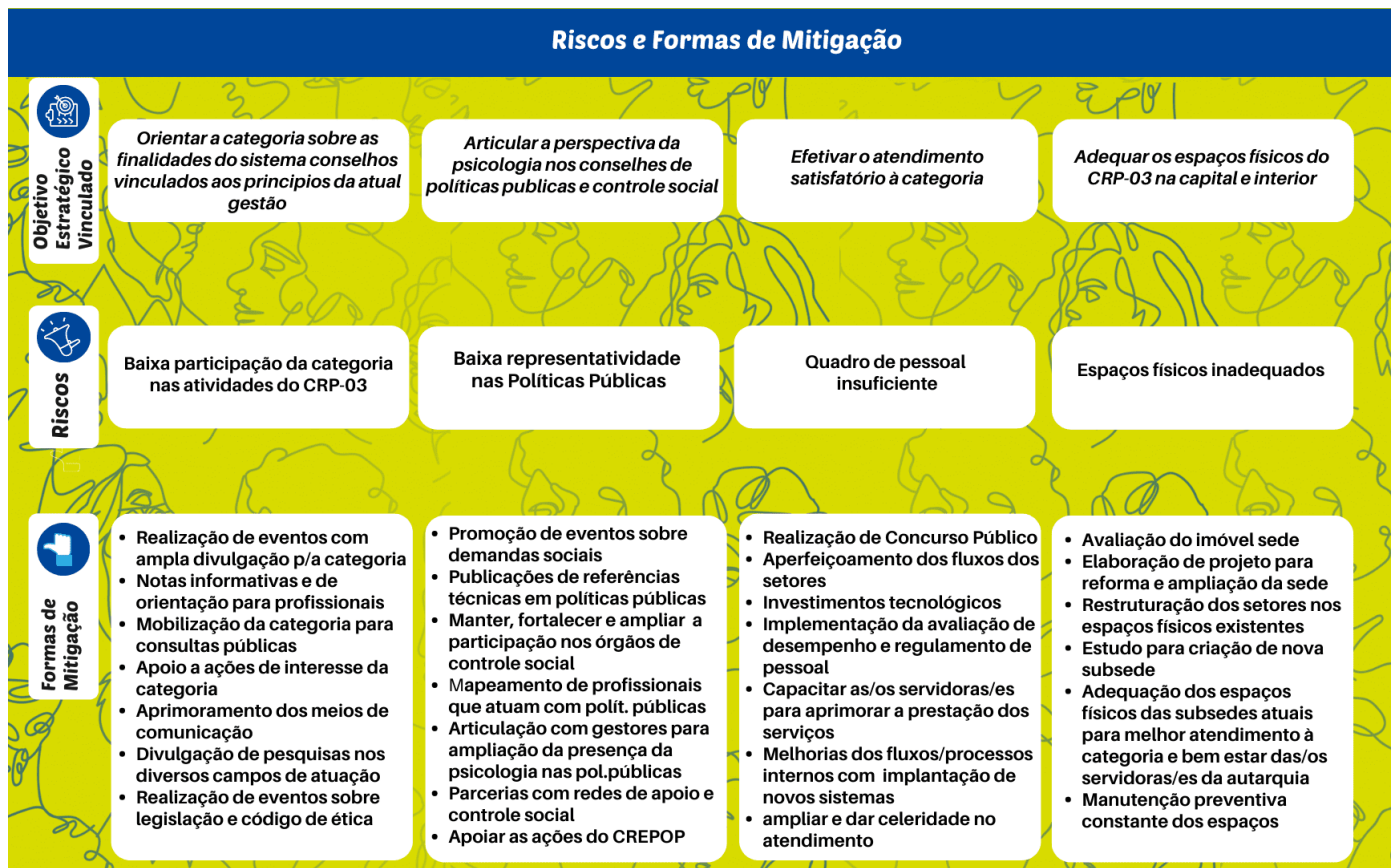 Riscos e Formas de Mitigação
Objetivo
Estratégico
Vinculado
Orientar a categoria sobre as
finalidades do sistema conselhos
vinculados aos principios da atual
gestão
Articular a perspectiva da
psicologia nos conselhes de
políticas publicas e controle social
Efetivar o atendimento
satisfatório à categoria
Adequar os espaços físicos do
CRP-03 na capital e interior
Riscos
Baixa participação da categoria
nas atividades do CRP-03
Baixa representatividade
nas Políticas Públicas
Quadro de pessoal
insuficiente
Espaços físicos inadequados
Formas de
Mitigação
• Realização de eventos com
ampla divulgação p/a categoria
• Notas informativas e de
orientação para profissionais
• Mobilização da categoria para
consultas públicas
• Apoio a ações de interesse da
categoria
• Aprimoramento dos meios de
comunicação
• Divulgação de pesquisas nos
diversos campos de atuação
• Realização de eventos sobre
legislação e código de ética
• Promoção de eventos sobre
demandas sociais
• Publicações de referências
técnicas em políticas públicas
• Manter, fortalecer e ampliar a
participação nos órgãos de
controle social
• Mapeamento de profissionais
que atuam com polít. públicas
• Articulação com gestores para
ampliação da presença da
psicologia nas pol.públicas
• Parcerias com redes de apoio e
controle social
• Apoiar as ações do CREPOP
• Realização de Concurso Público
• Aperfeiçoamento dos fluxos dos
setores
• Investimentos tecnológicos
• Implementação da avaliação de
desempenho e regulamento de
pessoal
• Capacitar as/os servidoras/es
para aprimorar a prestação dos
serviços
• Melhorias dos fluxos/processos
internos com implantação de
novos sistemas
• ampliar e dar celeridade no
atendimento
• Avaliação do imóvel sede
• Elaboração de projeto para
reforma e ampliação da sede
• Restruturação dos setores nos
espaços físicos existentes
• Estudo para criação de nova
subsede
• Adequação dos espaços
físicos das subsedes atuais
para melhor atendimento à
categoria e bem estar das/os
servidoras/es da autarquia
• Manutenção preventiva
constante dos espaços